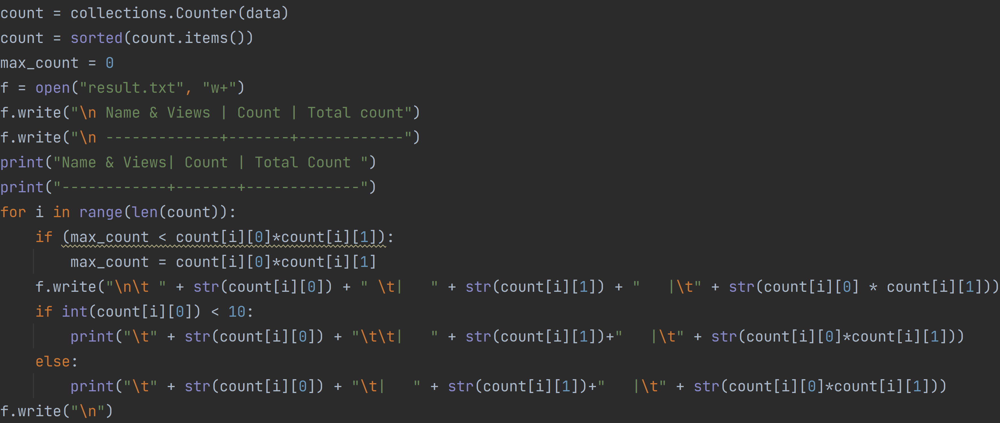 count = collections.Counter(data)
count = sorted(count.items())
max_count = 0
f = open("result.txt", "w+")
f.write("\n Name & Views | Count | Total count")
f.write("\n -------------+-------+------------")
print("Name & Views| Count | Total Count ")
print("------------+-------+-------------")
for i in range(len(count)):
    if (max_count < count[i][0]*count[i][1]):
        max_count = count[i][0]*count[i][1]
    f.write("\n\t " + str(count[i][0]) + " \t|   " + str(count[i][1]) + "   |\t" + str(count[i][0] * count[i][1]))
    if int(count[i][0]) < 10:
        print("\t" + str(count[i][0]) + "\t\t|   " + str(count[i][1])+"   |\t" + str(count[i][0]*count[i][1]))
    else:
        print("\t" + str(count[i][0]) + "\t|   " + str(count[i][1])+"   |\t" + str(count[i][0]*count[i][1]))
f.write("\n")